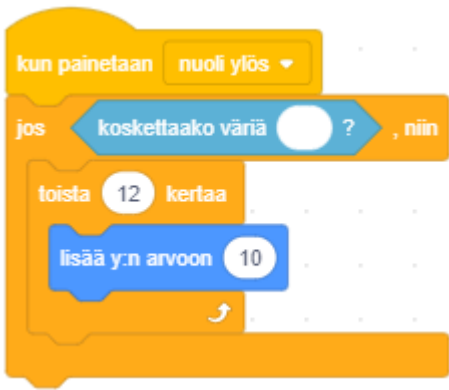 kun painetaan nuoli ylös
jos koskettaako väriä ? , niin
toista 12 kertaa
lisää y:n arvoon 10